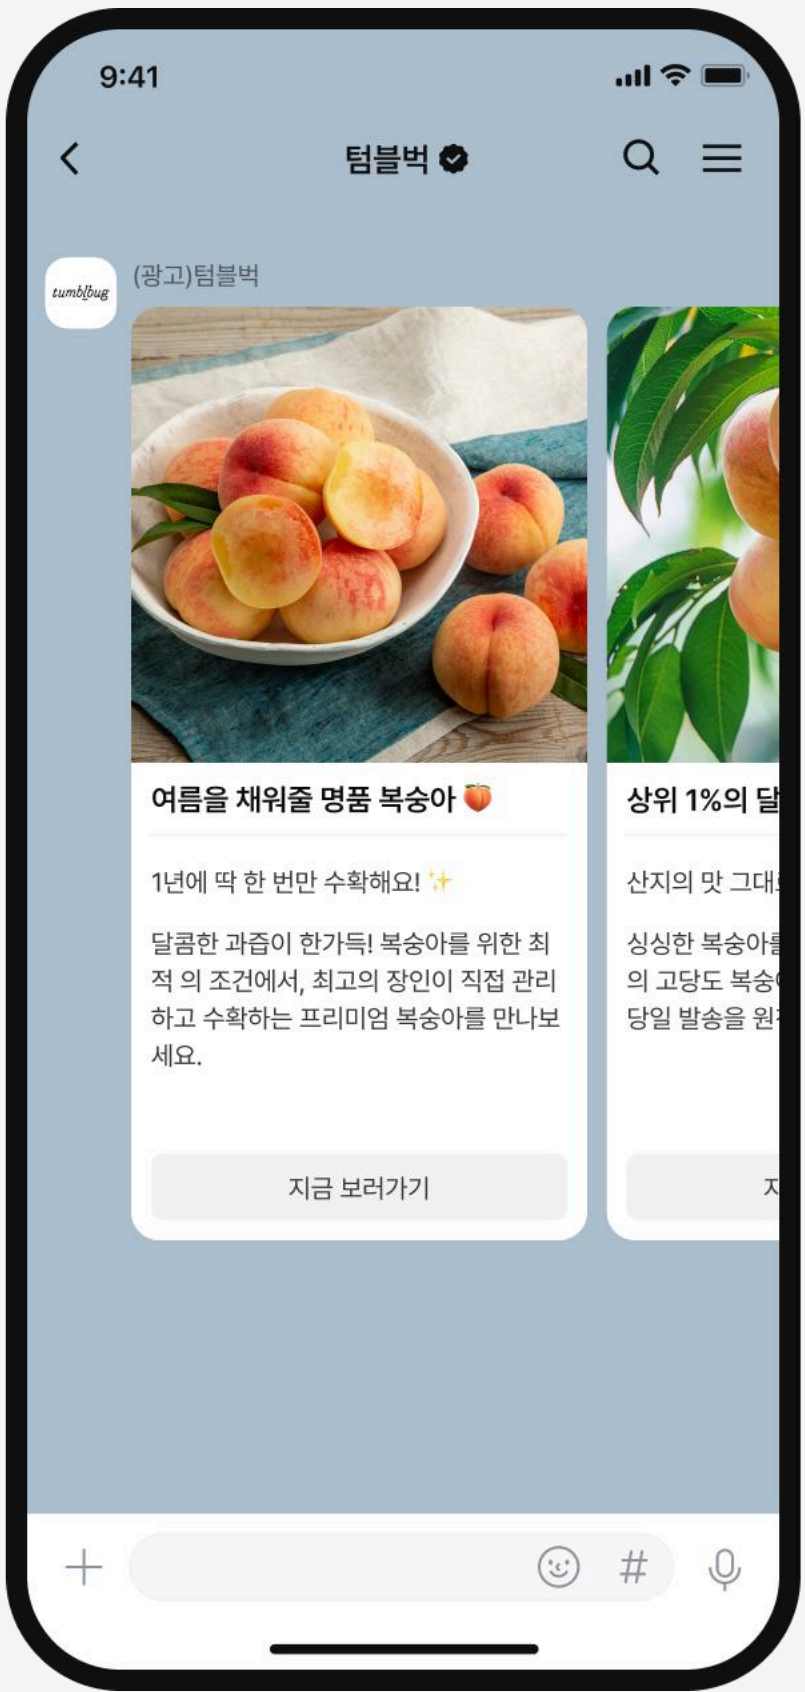 9:41
텀블벅
tumblbug
(광고)텀블벅
여름을 채워줄 명품 복숭아 🍑
1년에 딱 한 번만 수확해요! ✨
달콤한 과즙이 한가득! 복숭아를 위한 최
적 의 조건에서, 최고의 장인이 직접 관리
하고 수확하는 프리미엄 복숭아를 만나보
세요.
지금 보러가기
상위 1%의 달
산지의 맛 그대
싱싱한 복숭아를
의 고당도 복숭
당일 발송을 원
#